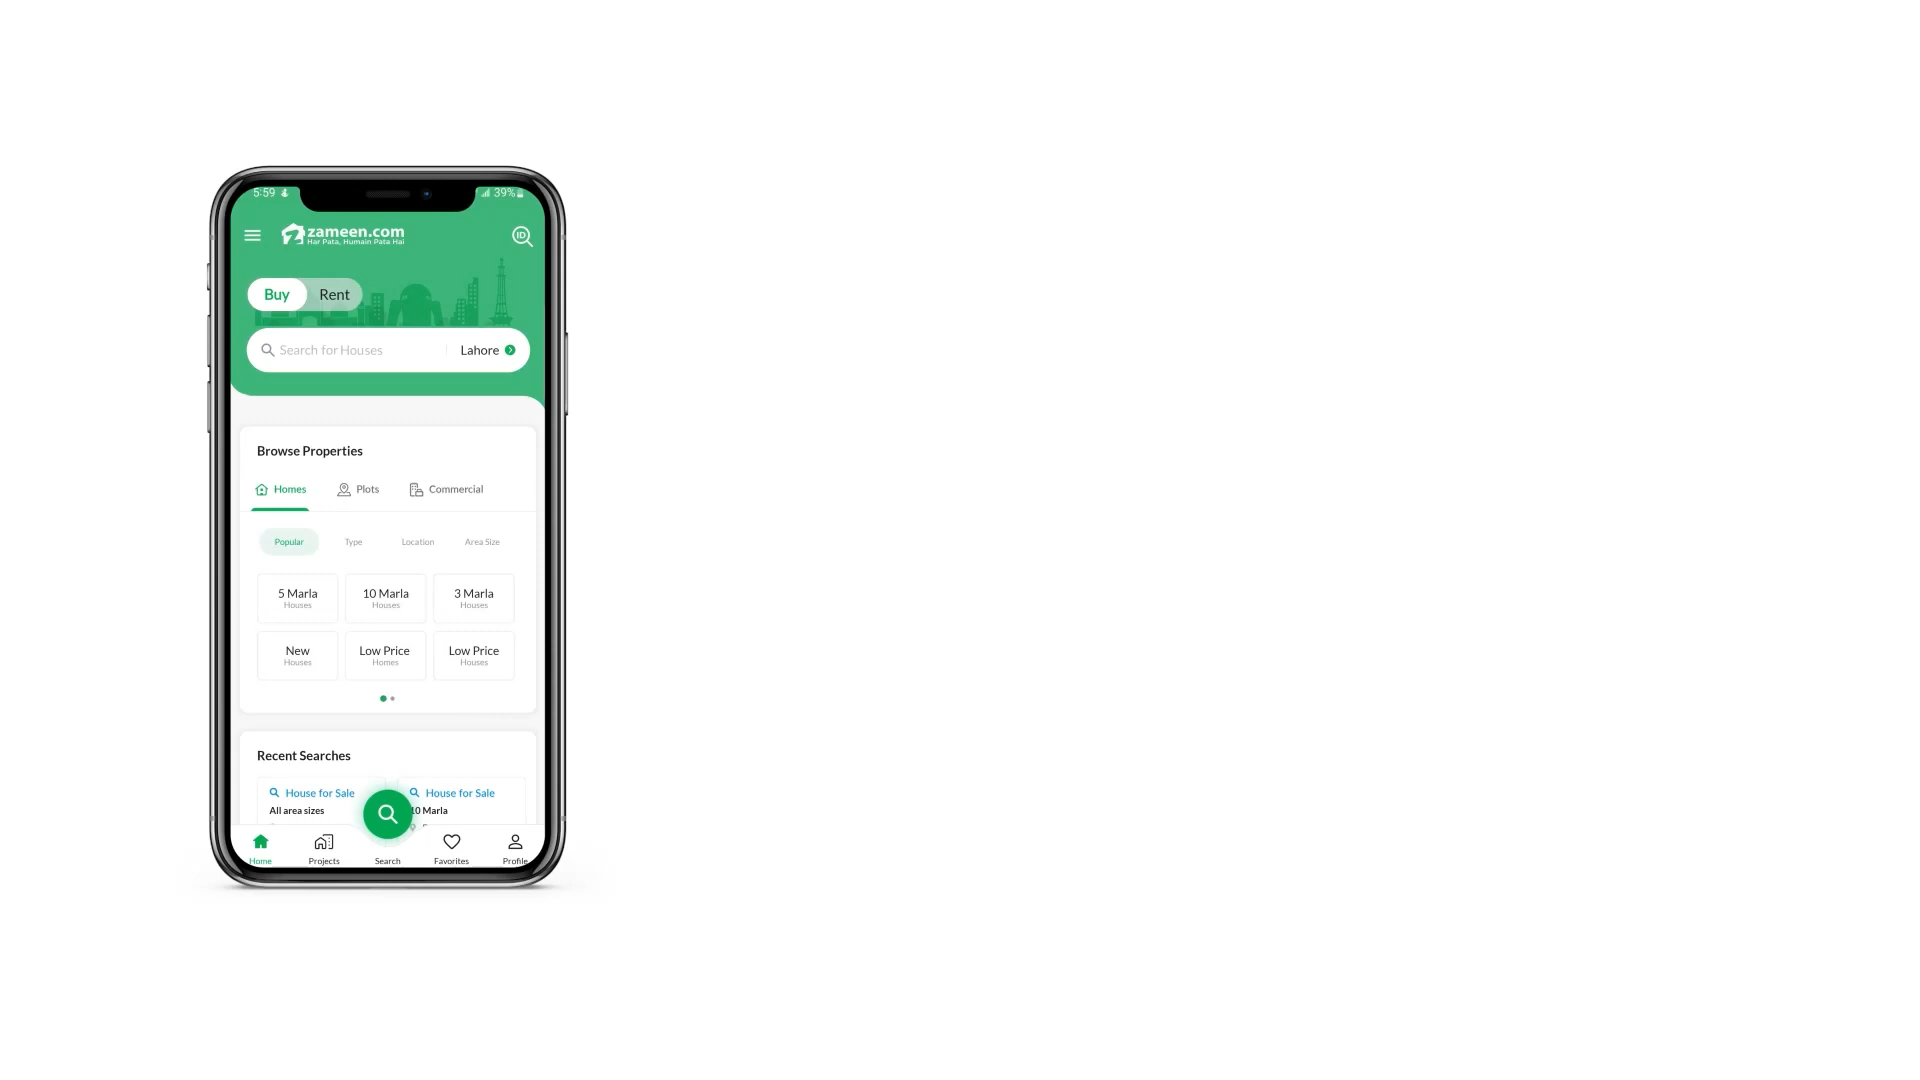 5:59
39%
zameen.com
Har Pata, Humain Pata Hai
ID
Buy Rent
Search for Houses Lahore
Browse Properties
Homes Plots Commercial
Popular Type Location Area Size
5 Marla 10 Marla 3 Marla
Houses Houses Houses
New Low Price Low Price
Houses Homes Houses
Recent Searches
House for Sale House for Sale
All area sizes 10 Marla
Home Projects Search Favorites Profile